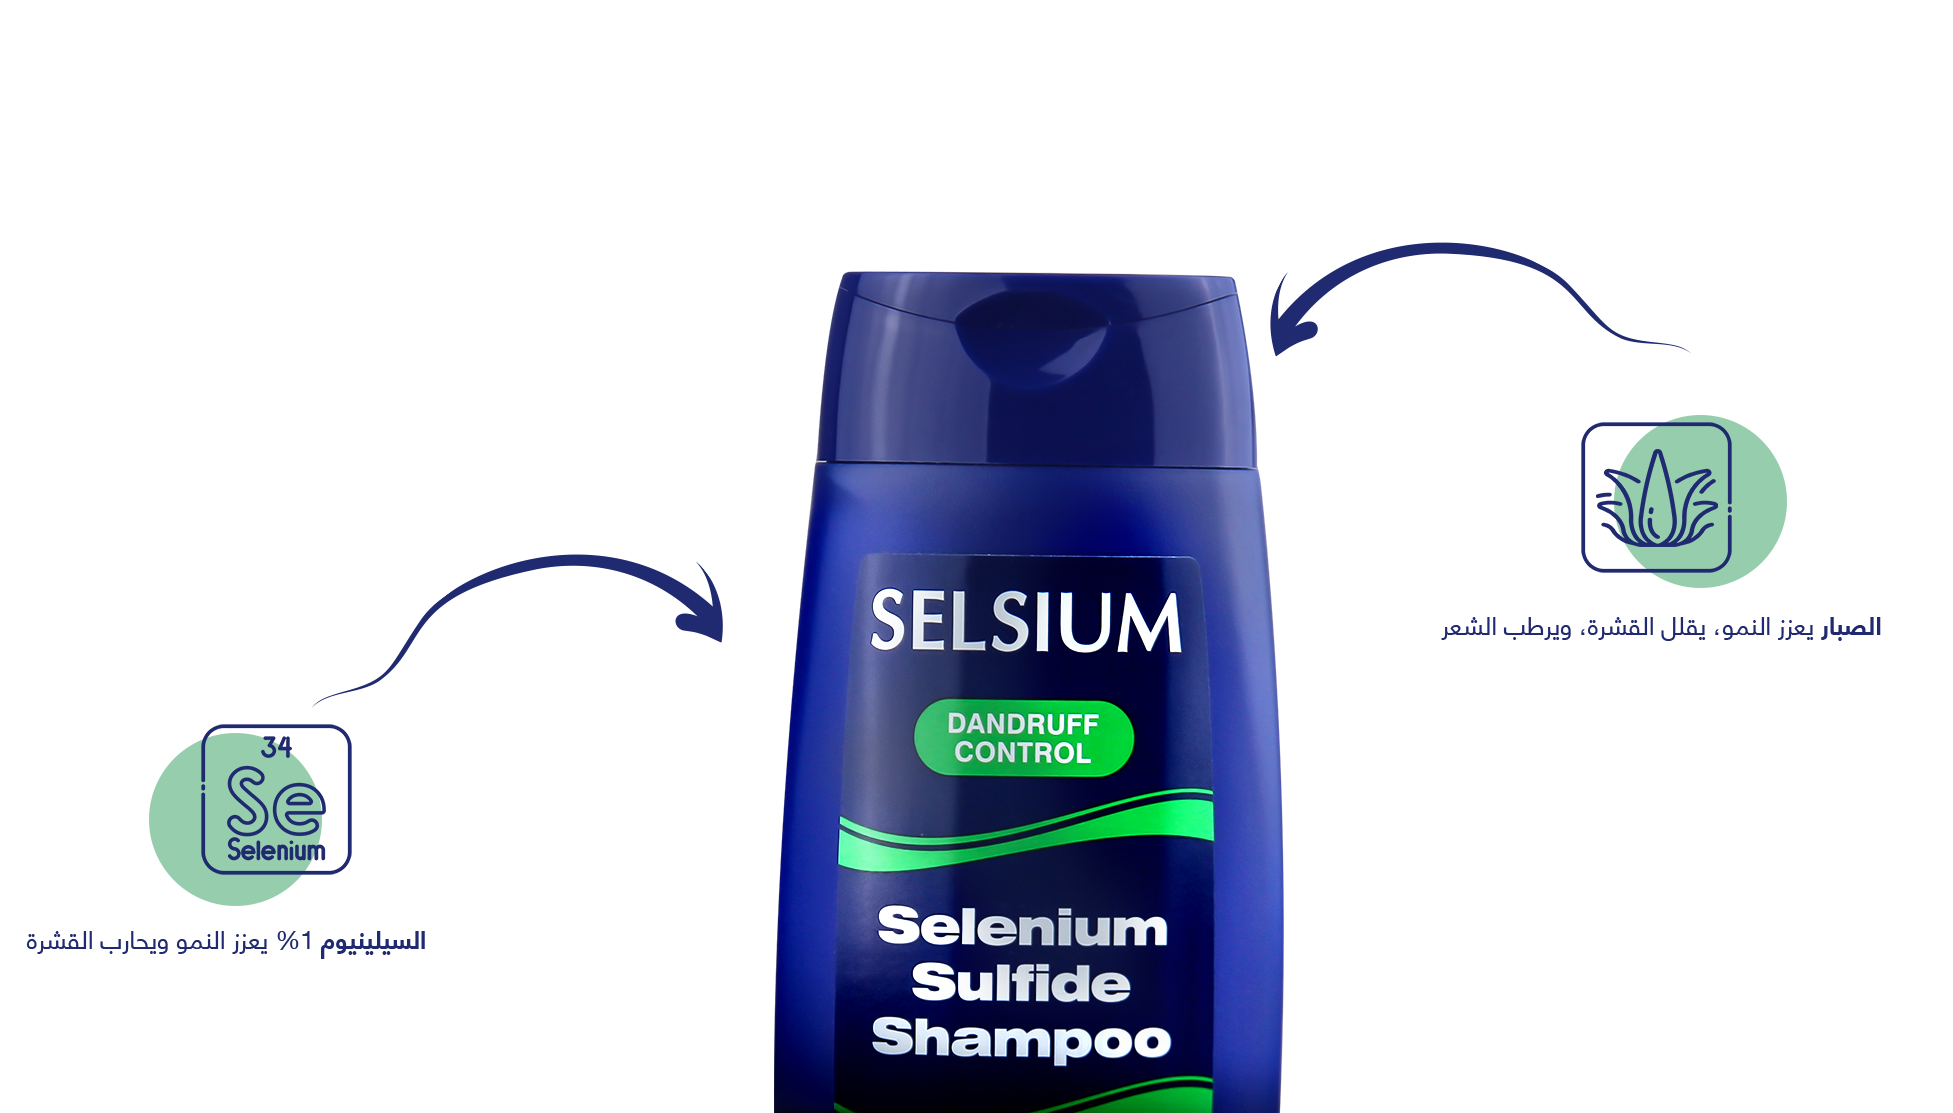 SELSIUM
DANDRUFF
CONTROL
Selenium
Sulfide
Shampoo
الصبار يعزز النمو، يقلل القشرة، ويرطب الشعر
34
Se
Selenium
السيلينيوم 1% يعزز النمو ويحارب القشرة